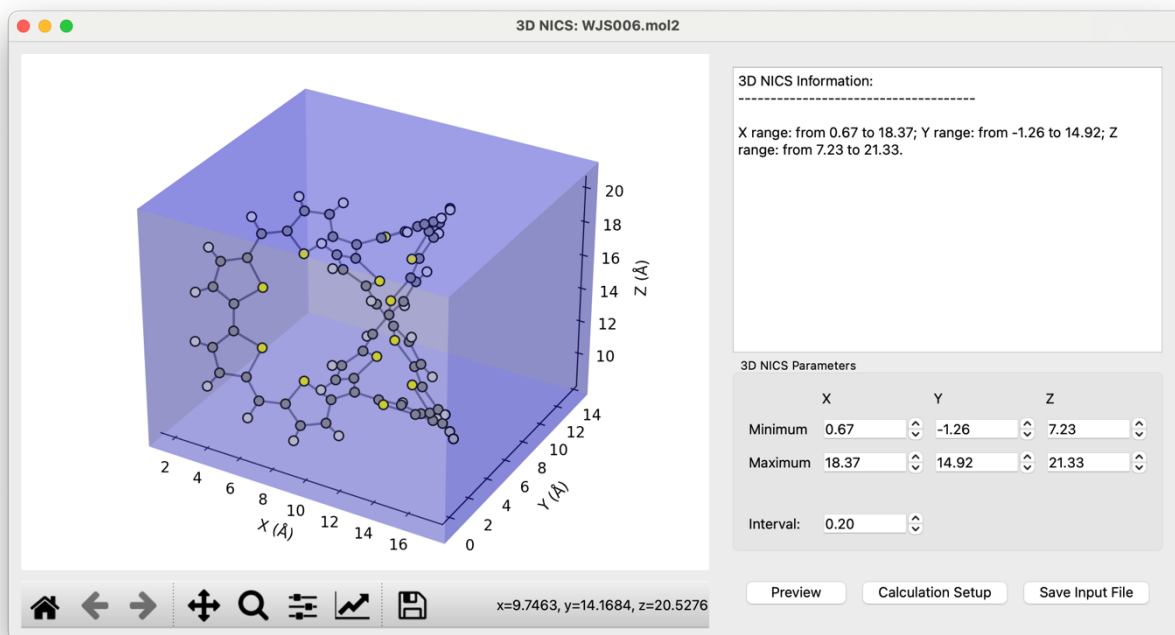 3D NICS: WJS006.mol2
20
18
16
14
12
10
Z (Å)
14
12
10
8
6
4
2
0
Y (Å)
2
4
6
8
10
12
14
16
X (Å)
x=9.7463, y=14.1684, z=20.5276
3D NICS Information:
------------------------------------
X range: from 0.67 to 18.37; Y range: from -1.26 to 14.92; Z
range: from 7.23 to 21.33.
3D NICS Parameters
X Y Z
Minimum 0.67 -1.26 7.23
Maximum 18.37 14.92 21.33
Interval: 0.20
Preview Calculation Setup Save Input File